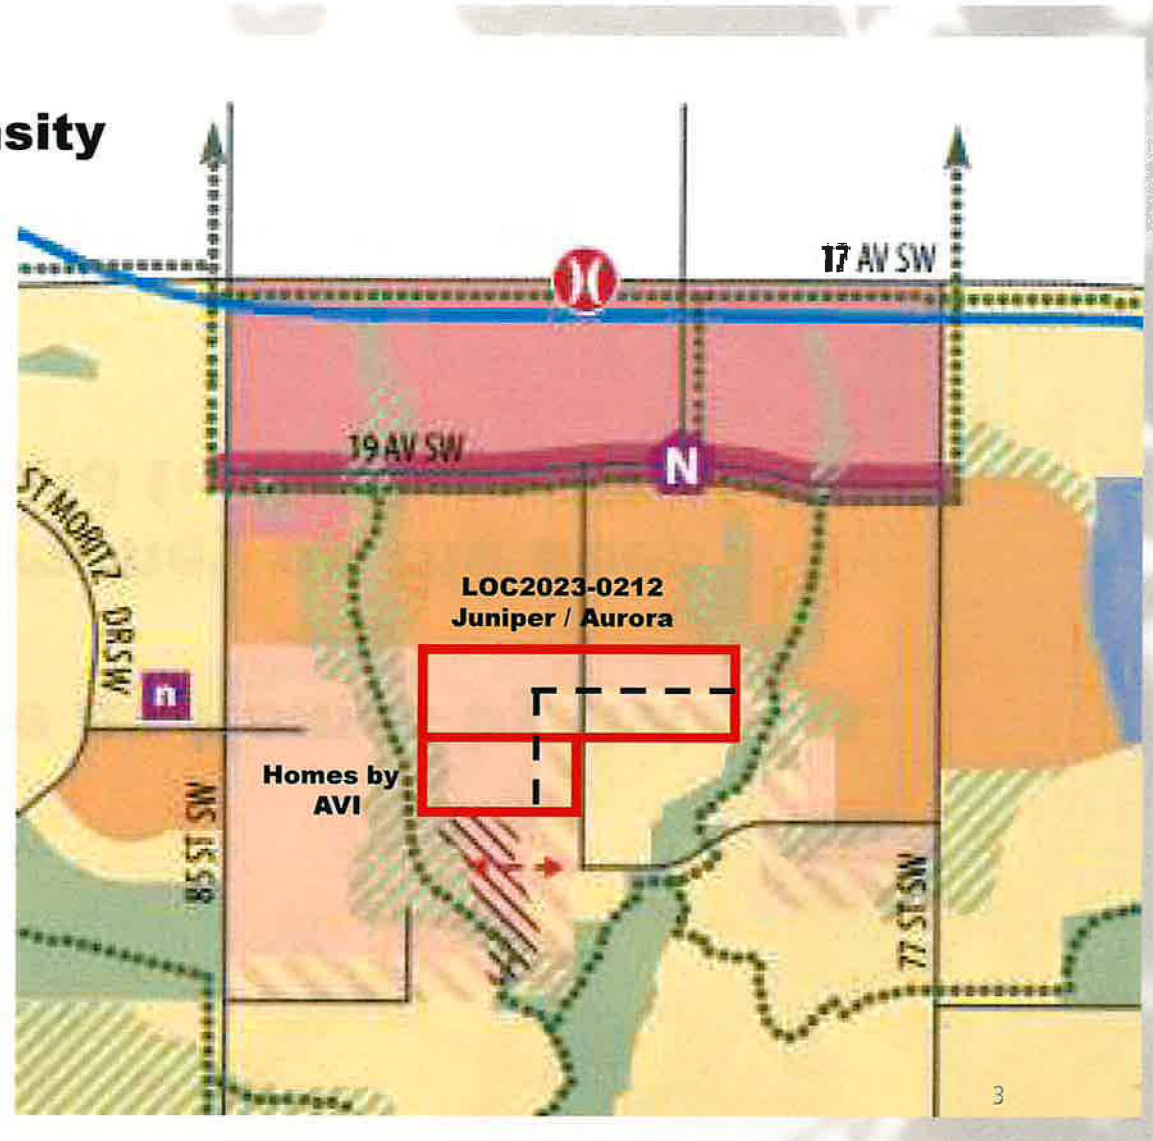 sity
17 AV SW
19 AV SW
N
ST MORITZ DR SW
LOC2023-0212
Juniper / Aurora
n
Homes by
AVI
85 ST SW
77 ST SW
3